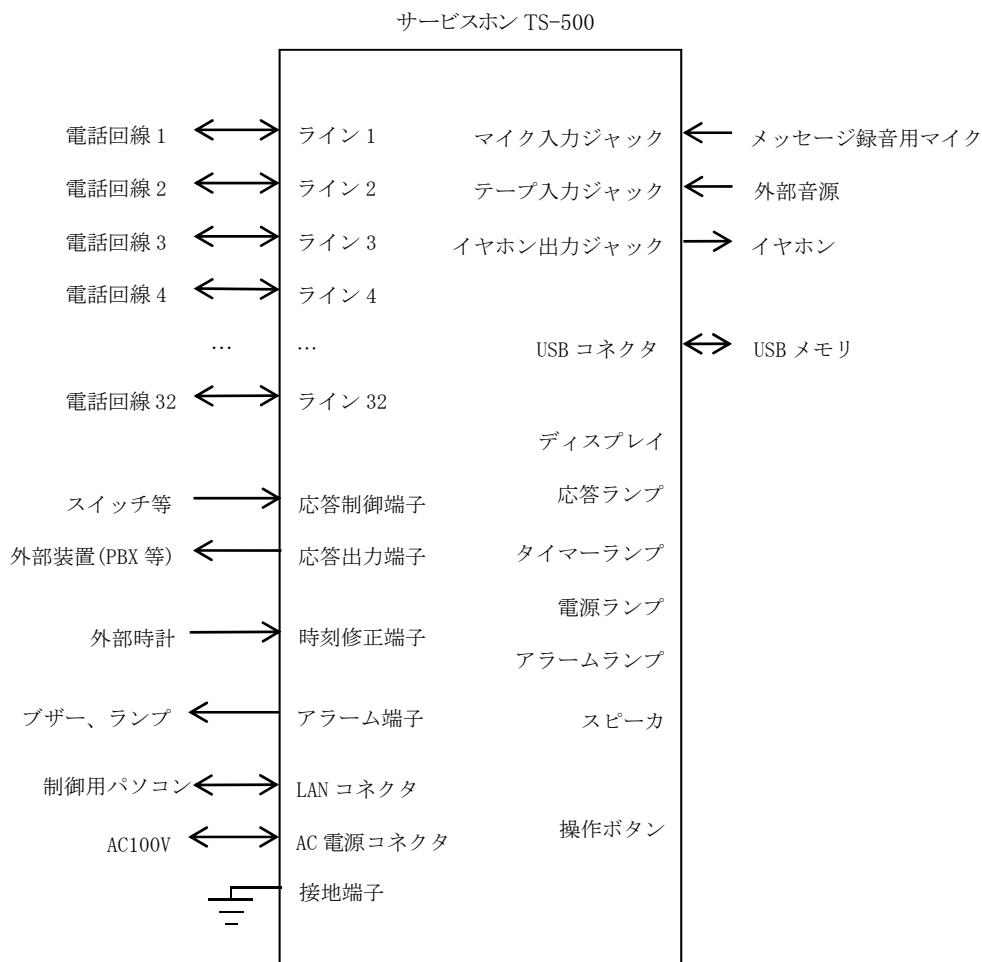 サービスホン TS-500
電話回線 1 ライン 1 マイク入力ジャック メッセージ録音用マイク
電話回線 2 ライン 2 テープ入力ジャック 外部音源
電話回線 3 ライン 3 イヤホン出力ジャック イヤホン
電話回線 4 ライン 4
… … USB コネクタ USB メモリ
電話回線 32 ライン 32
ディスプレイ
スイッチ等 応答制御端子 応答ランプ
外部装置(PBX 等) 応答出力端子 タイマーランプ
電源ランプ
外部時計 時刻修正端子
アラームランプ
ブザー、ランプ アラーム端子 スピーカ
制御用パソコン LAN コネクタ
AC100V AC 電源コネクタ 操作ボタン
接地端子